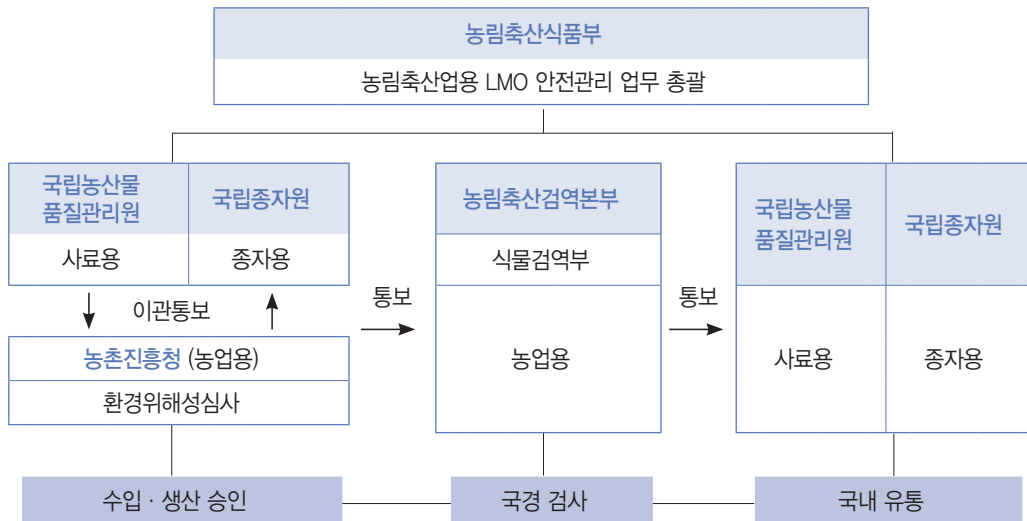 농림축산식품부
농림축산업용 LMO 안전관리 업무 총괄
국립농산물
품질관리원
국립종자원
사료용
종자용
이관통보
농촌진흥청 (농업용)
환경위해성심사
통보
농림축산검역본부
식물검역부
농업용
통보
국립농산물
품질관리원
국립종자원
사료용
종자용
수입 · 생산 승인
국경 검사
국내 유통